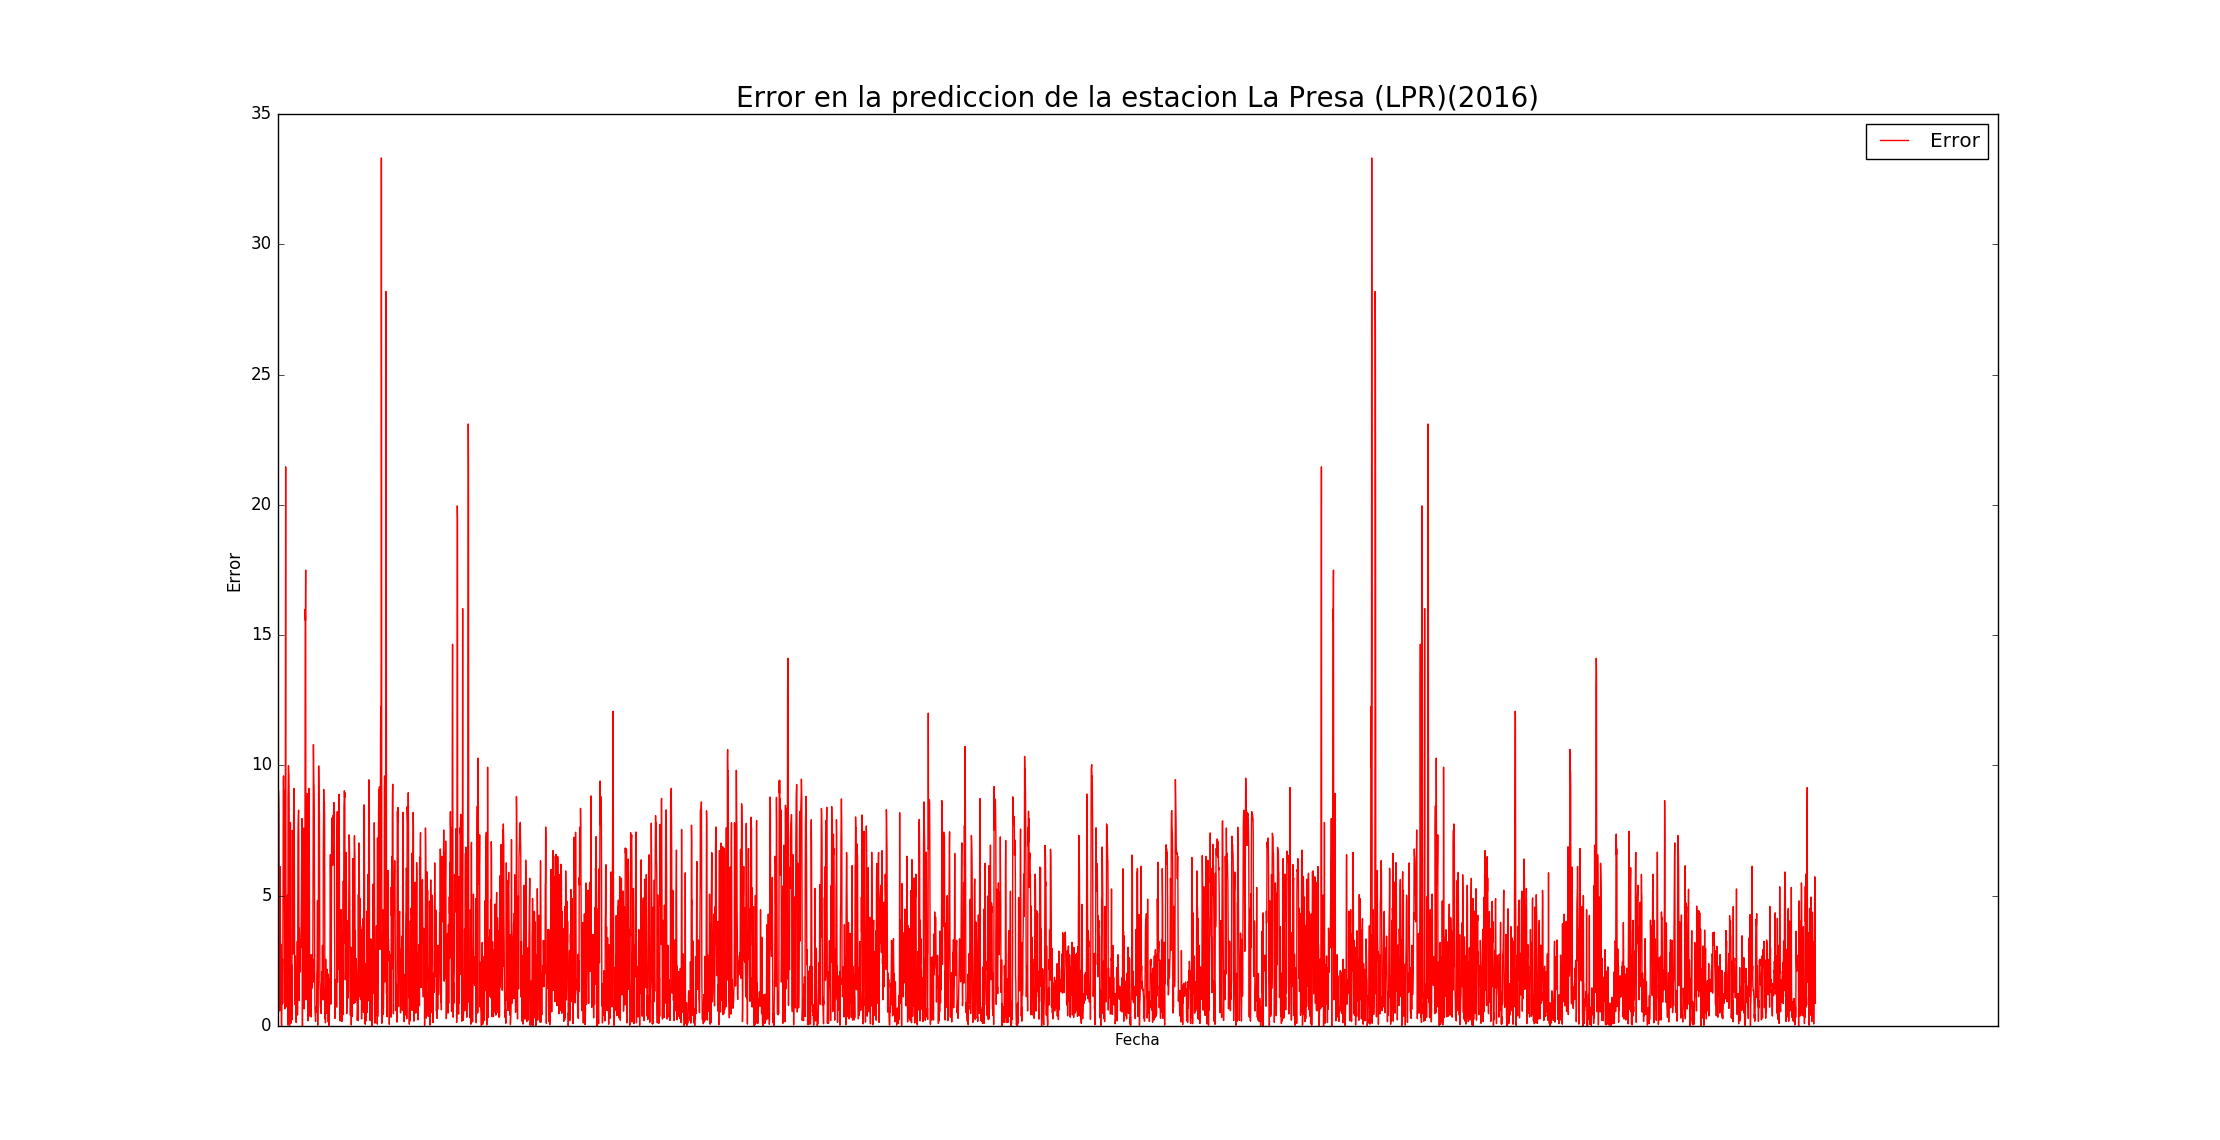 Error en la prediccion de la estacion La Presa (LPR)(2016)
35
Error
30
25
20
15
10
5
0
Error
Fecha